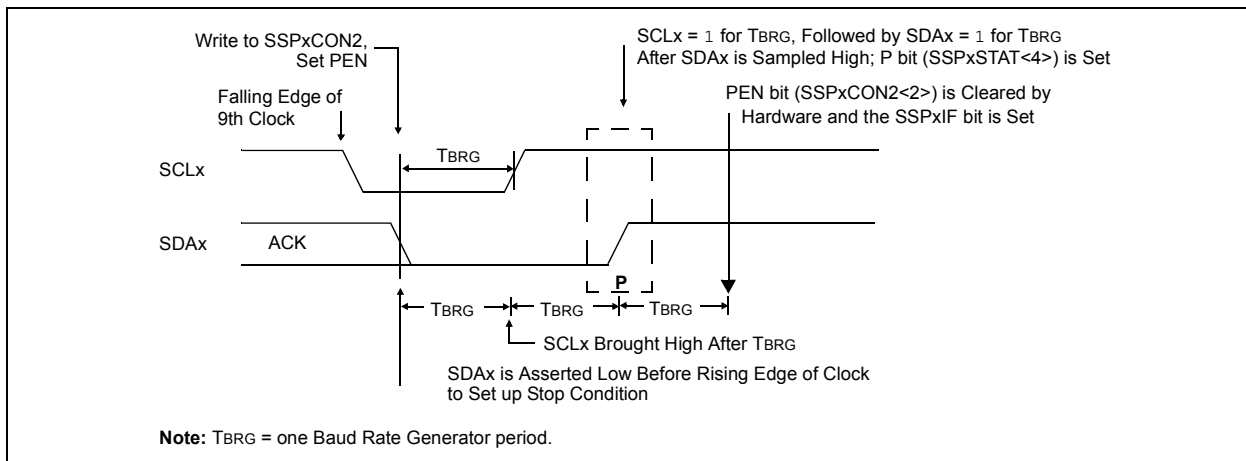 Write to SSPxCON2,
Set PEN
SCLx = 1 for TBRG, Followed by SDAx = 1 for TBRG
After SDAx is Sampled High; P bit (SSPxSTAT<4>) is Set
Falling Edge of
9th Clock
PEN bit (SSPxCON2<2>) is Cleared by
Hardware and the SSPxIF bit is Set
SCLx
TBRG
SDAx
ACK
P
TBRG
TBRG
TBRG
SCLx Brought High After TBRG
SDAx is Asserted Low Before Rising Edge of Clock
to Set up Stop Condition
Note: TBRG = one Baud Rate Generator period.